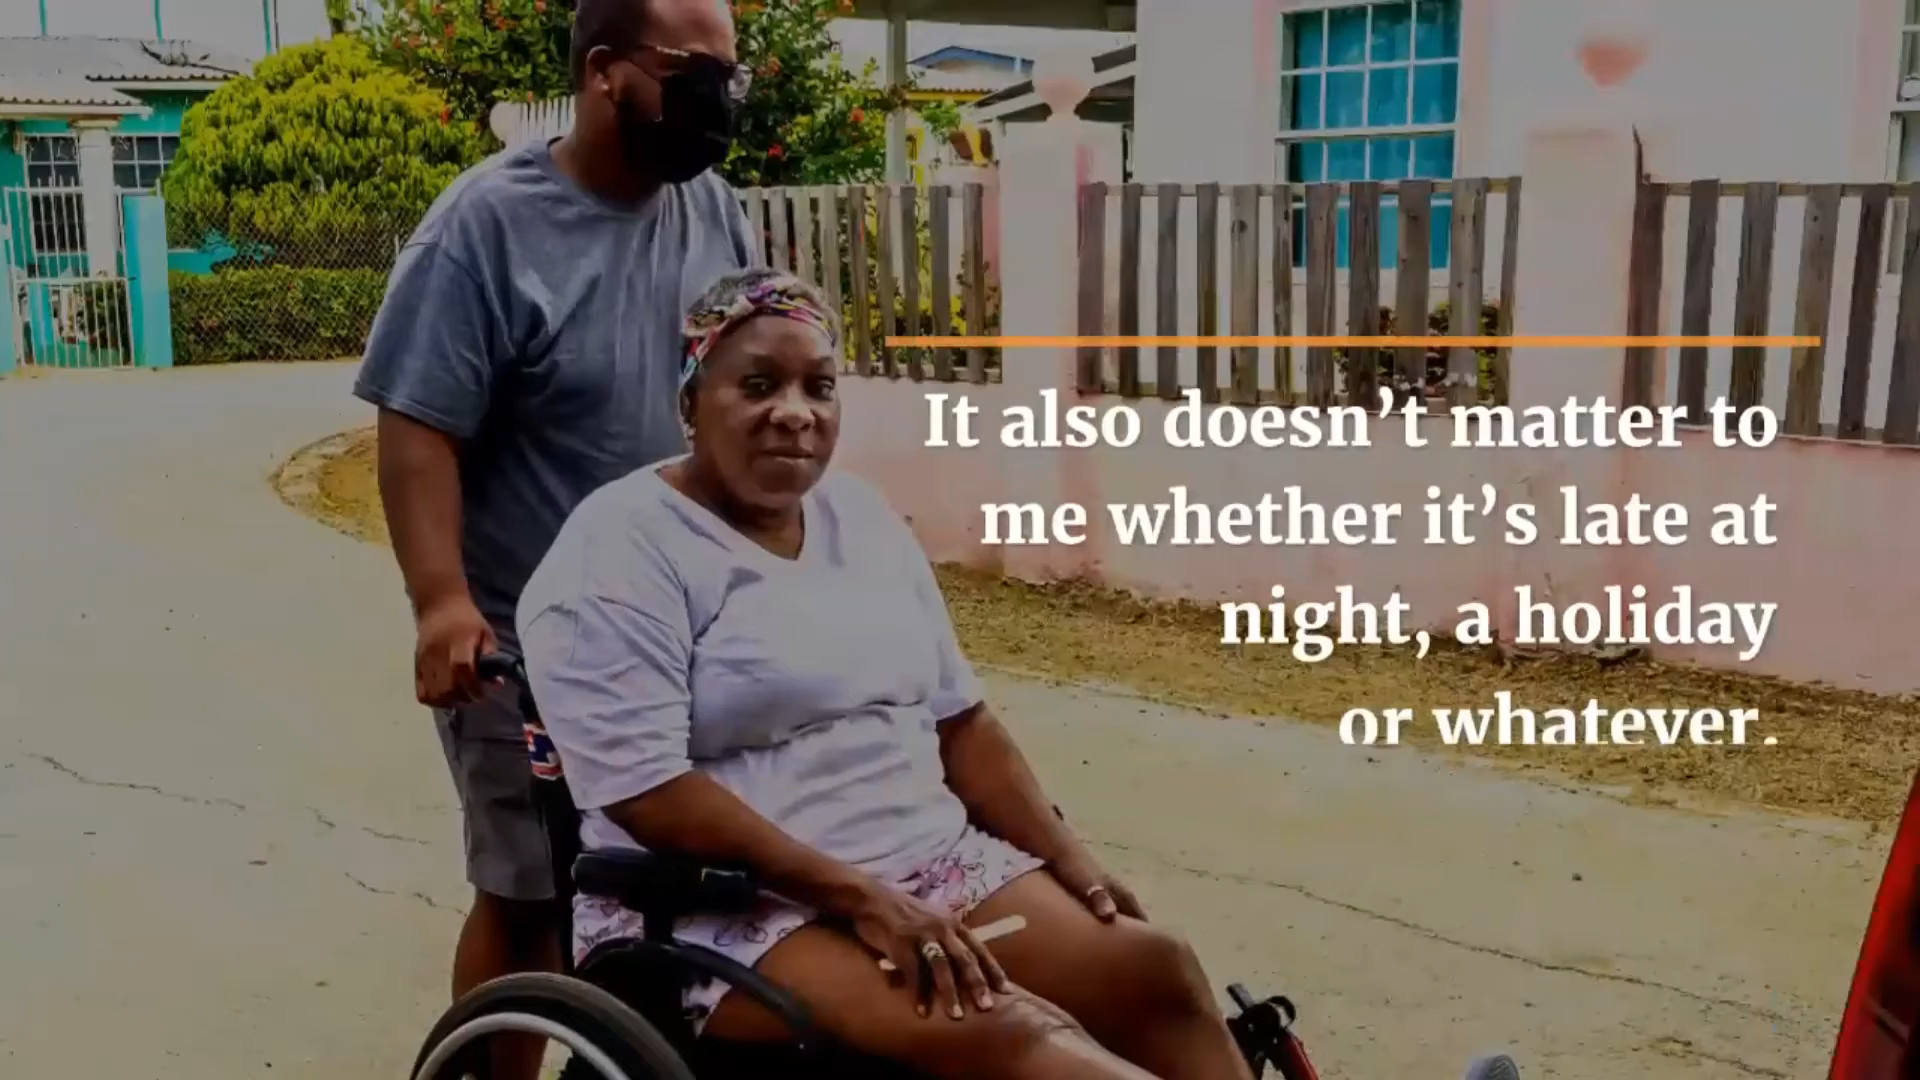 It also doesn’t matter to
me whether it’s late at
night, a holiday
or whatever.